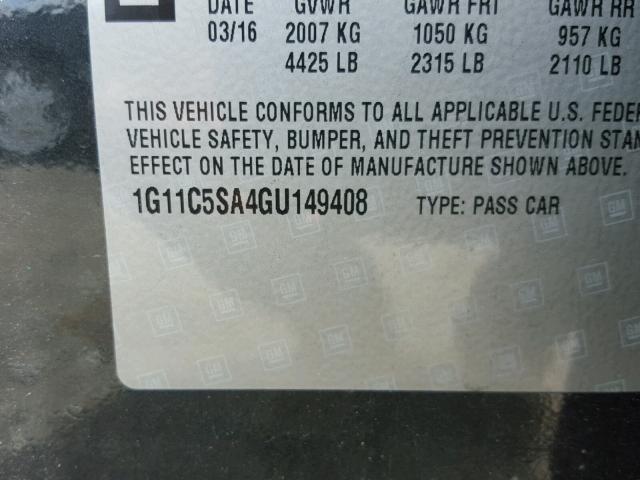 DATE GVWR GAWR FRT GAWR RR
03/16 2007 KG 1050 KG 957 KG
4425 LB 2315 LB 2110 LB
THIS VEHICLE CONFORMS TO ALL APPLICABLE U.S. FEDER
VEHICLE SAFETY, BUMPER, AND THEFT PREVENTION STAN
EFFECT ON THE DATE OF MANUFACTURE SHOWN ABOVE.
1G11C5SA4GU149408 TYPE: PASS CAR